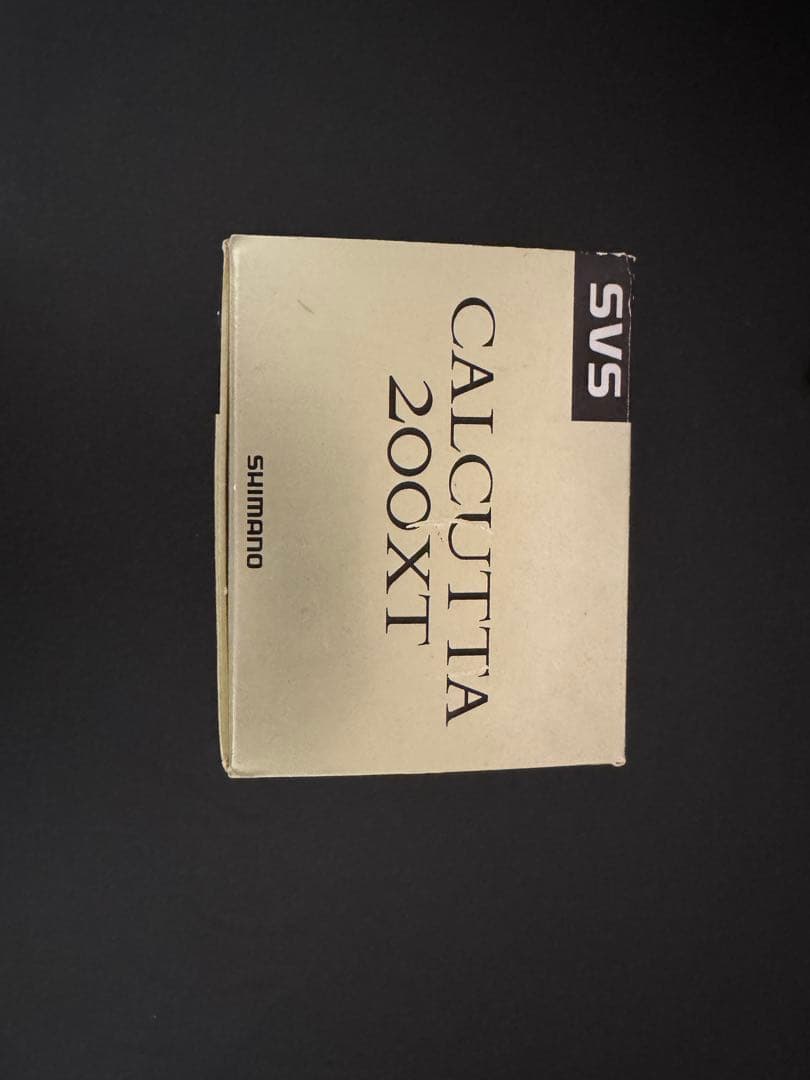 SVS
CALCUTTA
200XT
SHIMANO